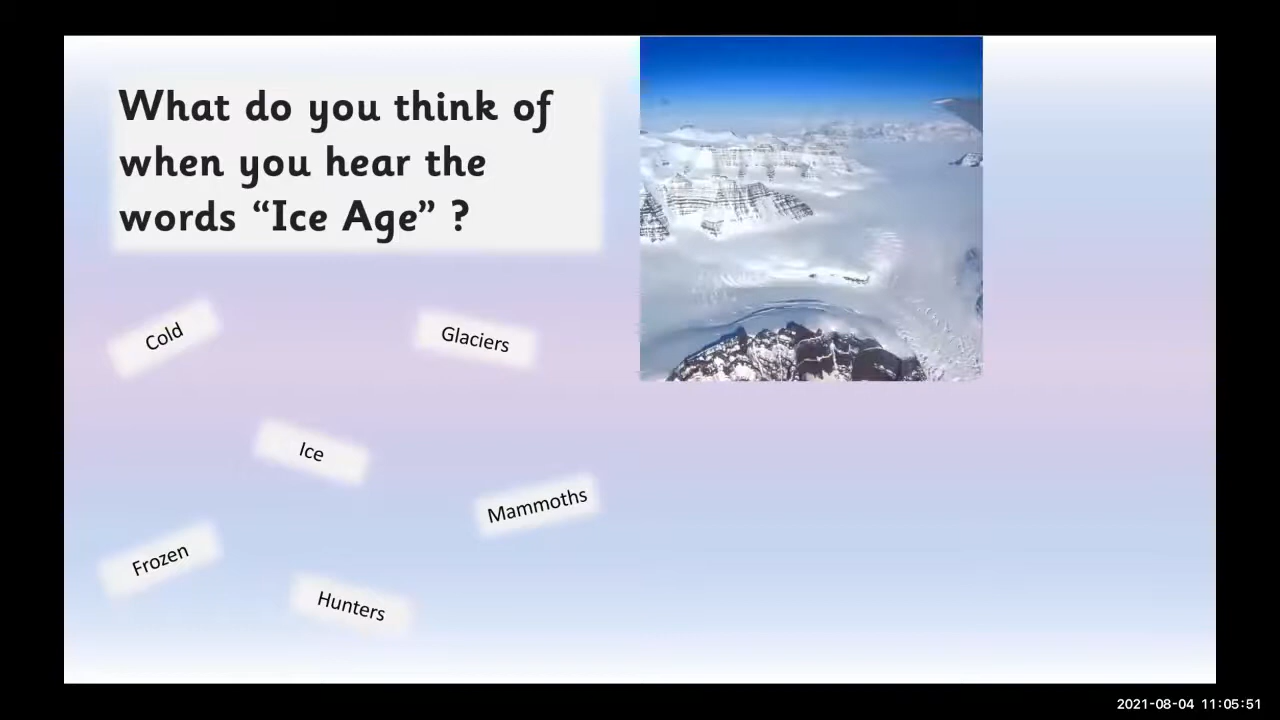 What do you think of
when you hear the
words “Ice Age” ?
Cold
Glaciers
Ice
Mammoths
Frozen
Hunters
2021-08-04 11:05:51